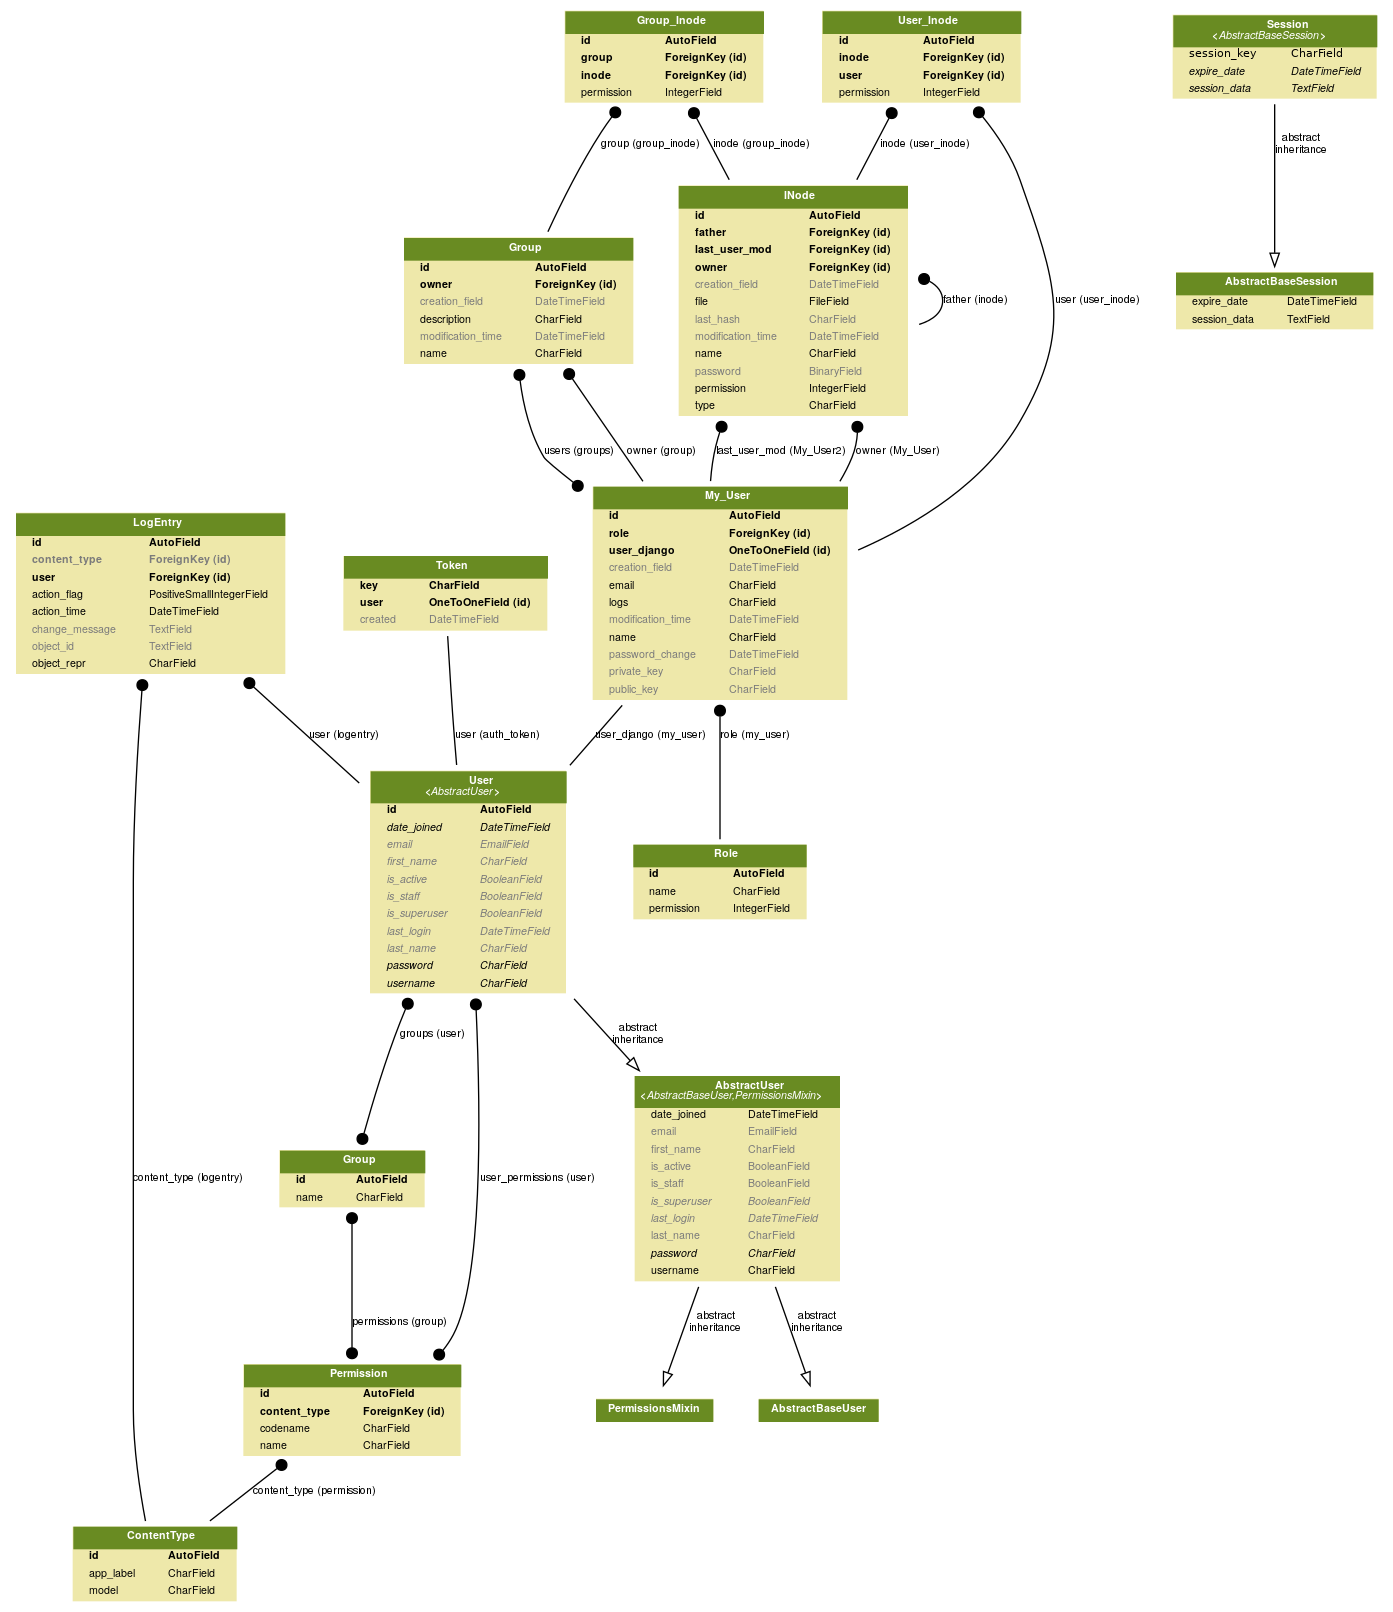 Group_Inode
id AutoField
group ForeignKey (id)
inode ForeignKey (id)
permission IntegerField
User_Inode
id AutoField
inode ForeignKey (id)
user ForeignKey (id)
permission IntegerField
Session
<AbstractBaseSession>
session_key CharField
expire_date DateTimeField
session_data TextField
group (group_inode)
inode (group_inode)
inode (user_inode)
abstract
inheritance
INode
id AutoField
father ForeignKey (id)
last_user_mod ForeignKey (id)
owner ForeignKey (id)
creation_field DateTimeField
file FileField
last_hash CharField
modification_time DateTimeField
name CharField
password BinaryField
permission IntegerField
type CharField
Group
id AutoField
owner ForeignKey (id)
creation_field DateTimeField
description CharField
modification_time DateTimeField
name CharField
father (inode)
user (user_inode)
AbstractBaseSession
expire_date DateTimeField
session_data TextField
users (groups)
owner (group)
last_user_mod (My_User2)
owner (My_User)
My_User
id AutoField
role ForeignKey (id)
user_django OneToOneField (id)
creation_field DateTimeField
email CharField
logs CharField
modification_time DateTimeField
name CharField
password_change DateTimeField
private_key CharField
public_key CharField
LogEntry
id AutoField
content_type ForeignKey (id)
user ForeignKey (id)
action_flag PositiveSmallIntegerField
action_time DateTimeField
change_message TextField
object_id TextField
object_repr CharField
Token
key CharField
user OneToOneField (id)
created DateTimeField
user (logentry)
user (auth_token)
user_django (my_user)
role (my_user)
User
<AbstractUser>
id AutoField
date_joined DateTimeField
email EmailField
first_name CharField
is_active BooleanField
is_staff BooleanField
is_superuser BooleanField
last_login DateTimeField
last_name CharField
password CharField
username CharField
Role
id AutoField
name CharField
permission IntegerField
groups (user)
abstract
inheritance
AbstractUser
<AbstractBaseUser,PermissionsMixin>
date_joined DateTimeField
email EmailField
first_name CharField
is_active BooleanField
is_staff BooleanField
is_superuser BooleanField
last_login DateTimeField
last_name CharField
password CharField
username CharField
Group
id AutoField
name CharField
content_type (logentry)
user_permissions (user)
permissions (group)
abstract
inheritance
abstract
inheritance
Permission
id AutoField
content_type ForeignKey (id)
codename CharField
name CharField
PermissionsMixin
AbstractBaseUser
content_type (permission)
ContentType
id AutoField
app_label CharField
model CharField